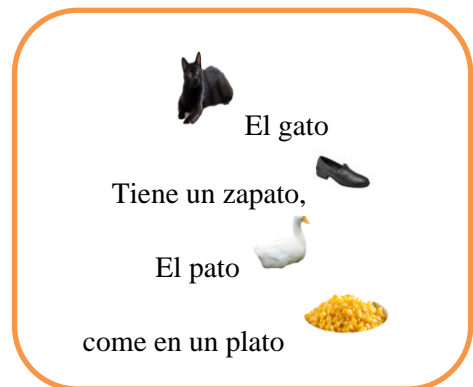 El gato
Tiene un zapato,
El pato
come en un plato